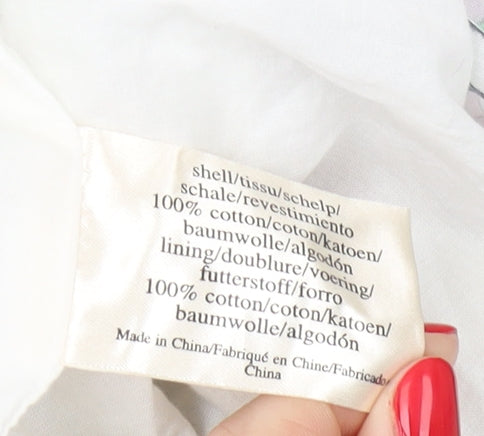 shell/tissu/schelp/
schale/revestimiento
100% cotton/coton/katoen/
baumwolle/algodón
lining/doublure/voering/
futterstoff/forro
100% cotton/coton/katoen/
baumwolle/algodón
Made in China/Fabriqué en Chine/Fabricado
China